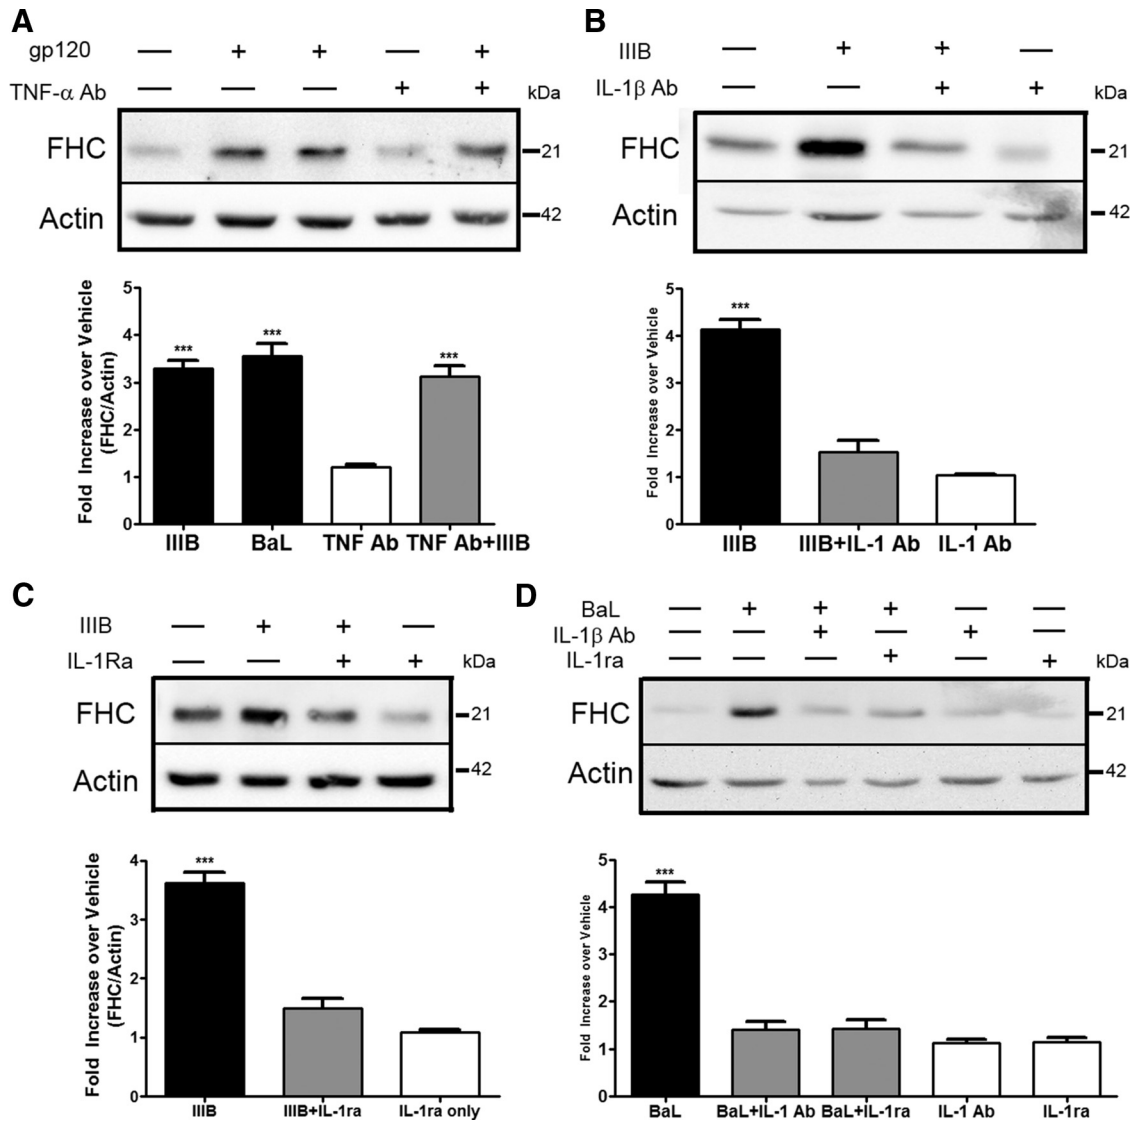 A
gp120 — + + — +
TNF-α Ab — — — + +
kDa
FHC
21
Actin
42
Fold Increase over Vehicle
(FHC/Actin)
5
4
3
2
1
0
***
***
***
IIIB BaL TNF Ab TNF Ab+IIIB
B
IIIB — + + —
IL-1β Ab — — + +
kDa
FHC
21
Actin
42
Fold Increase over Vehicle
5
4
3
2
1
0
***
IIIB IIIB+IL-1 Ab IL-1 Ab
C
IIIB — + + —
IL-1Ra — — + +
kDa
FHC
21
Actin
42
Fold Increase over Vehicle
(FHC/Actin)
4
3
2
1
0
***
IIIB IIIB+IL-1ra IL-1ra only
D
BaL — + + + — —
IL-1β Ab — — + — + —
IL-1ra — — — + — +
kDa
FHC
21
Actin
42
Fold Increase over Vehicle
5
4
3
2
1
0
***
BaL BaL+IL-1 Ab BaL+IL-1ra IL-1 Ab IL-1ra